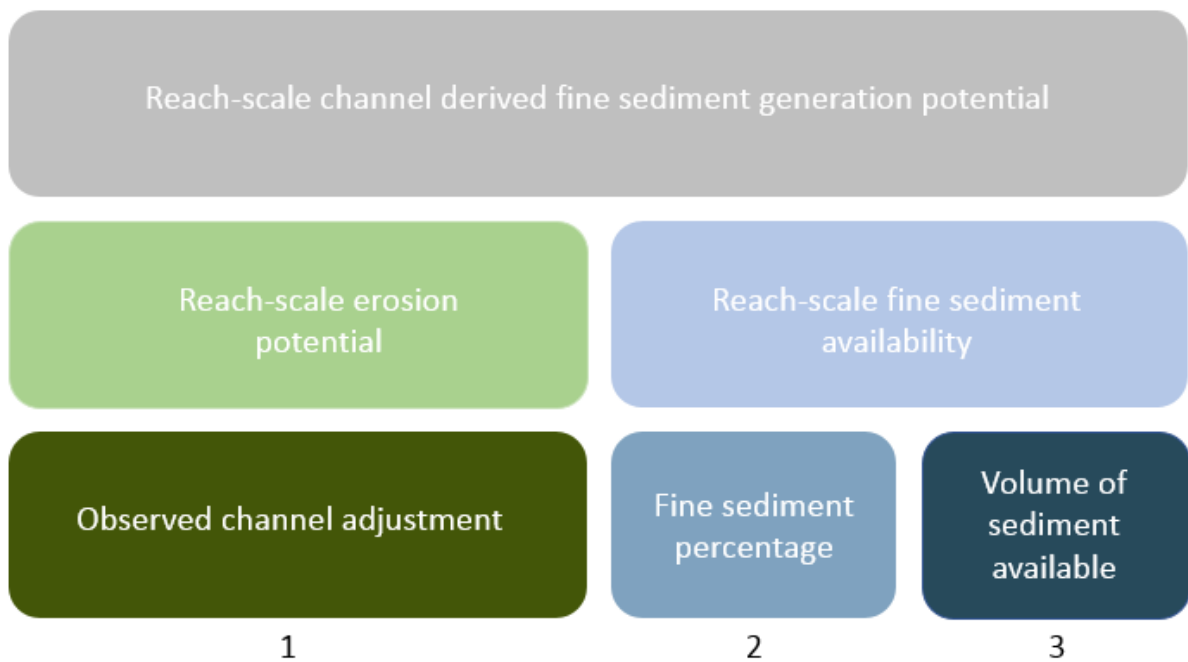 Reach-scale channel derived fine sediment generation potential
Reach-scale erosion
potential
Reach-scale fine sediment
availability
Observed channel adjustment
Fine sediment
percentage
Volume of
sediment
available
1
2
3